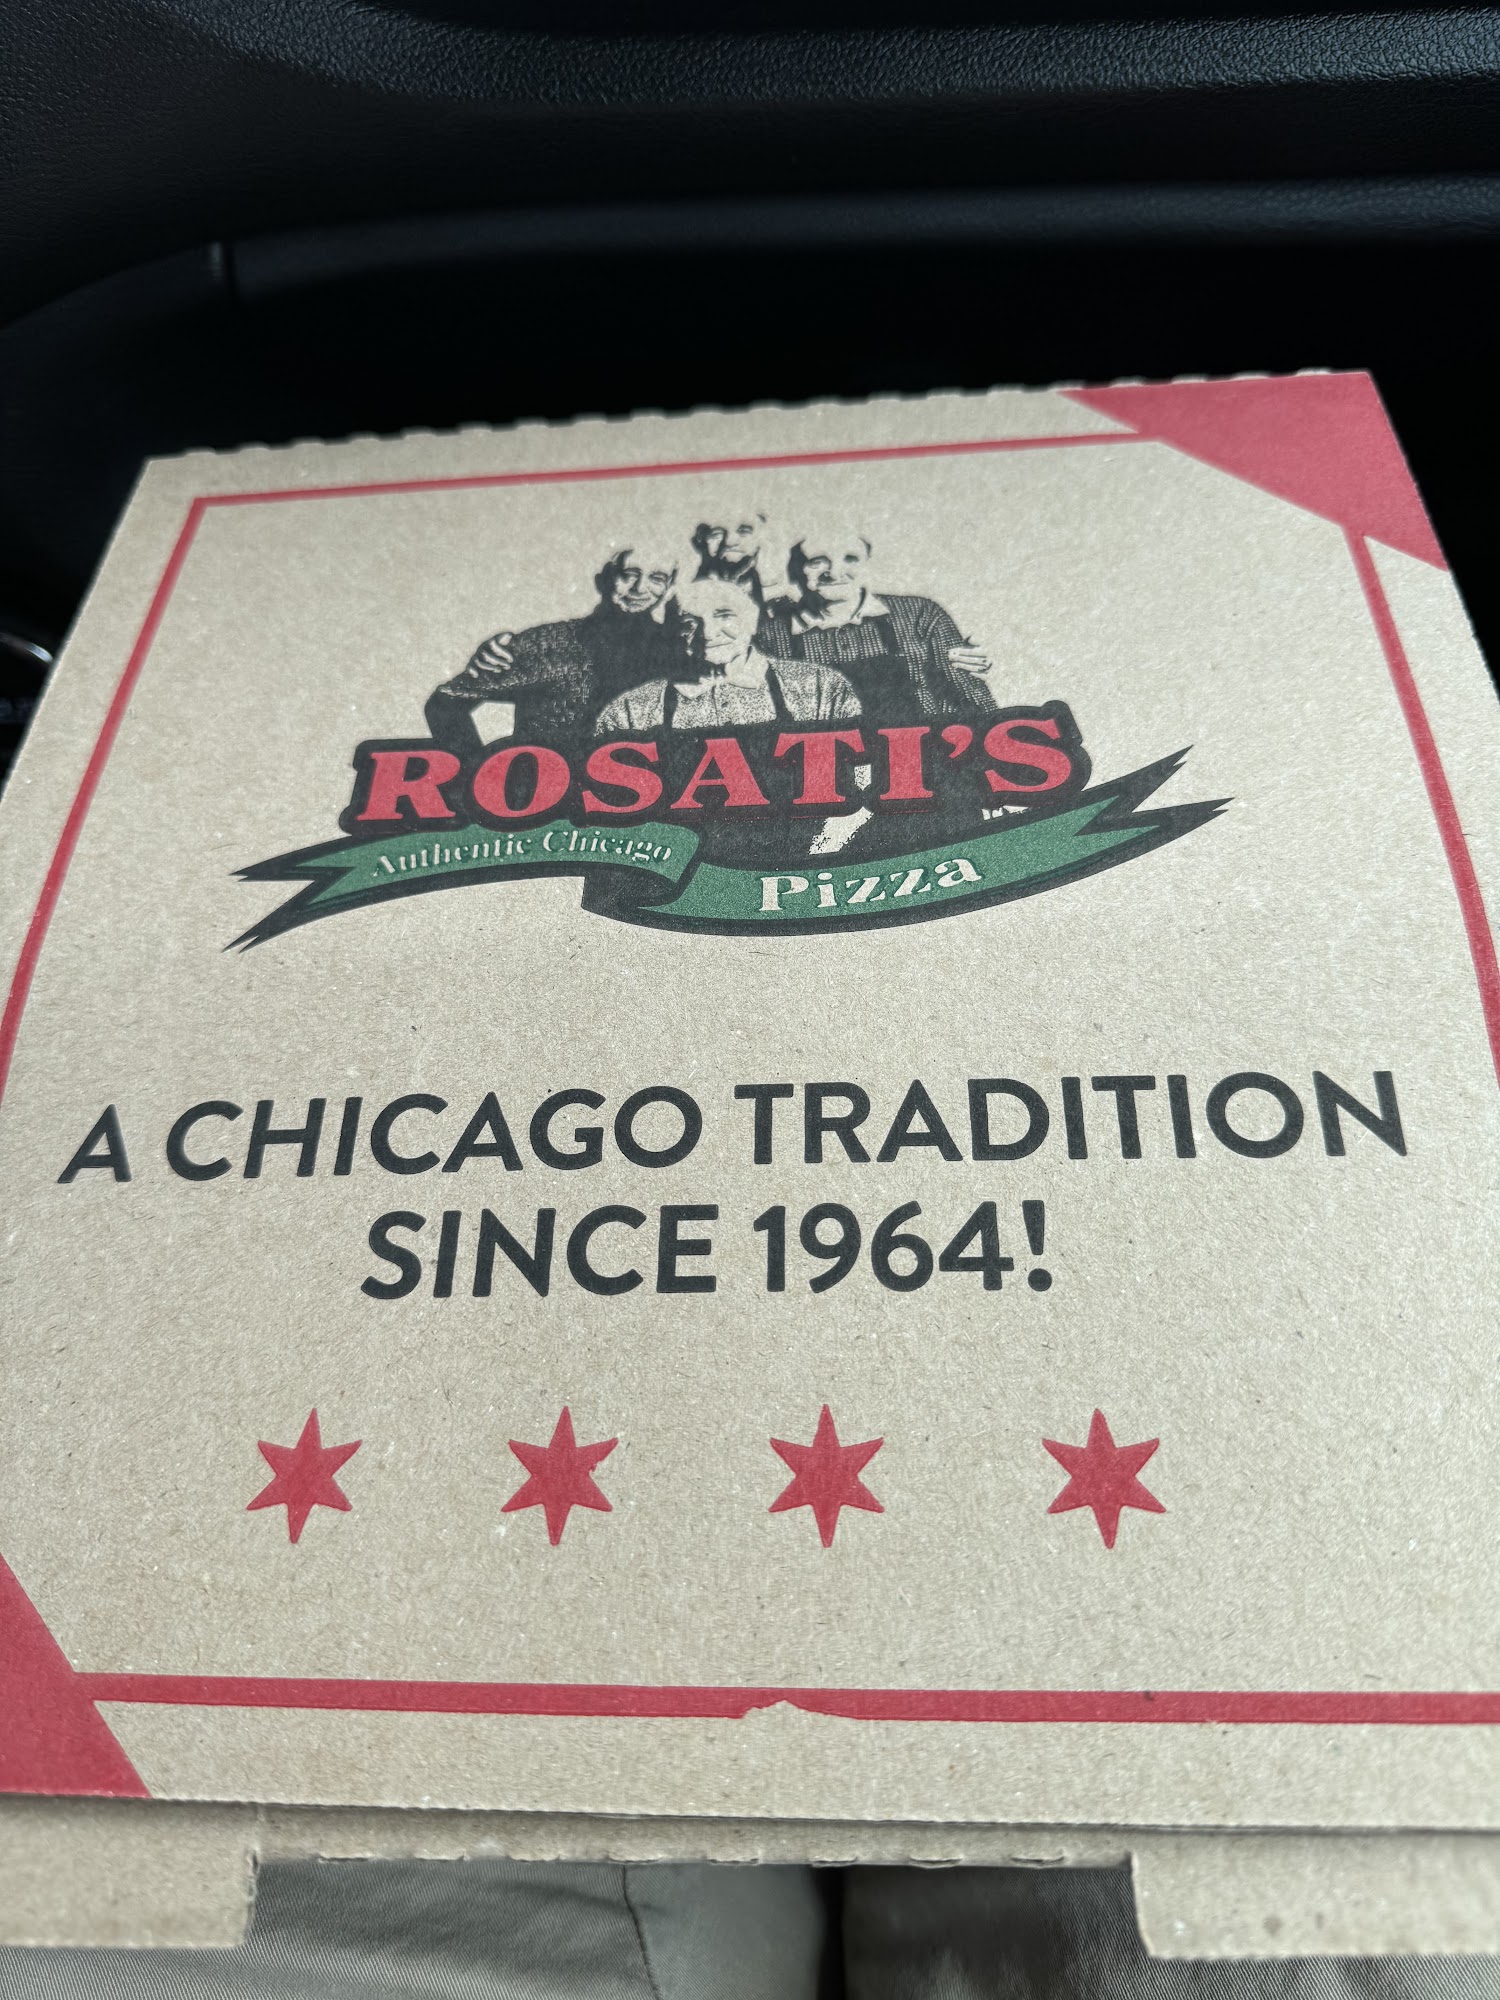 ROSATI'S
Authentic Chicago
Pizza
A CHICAGO TRADITION
SINCE 1964!